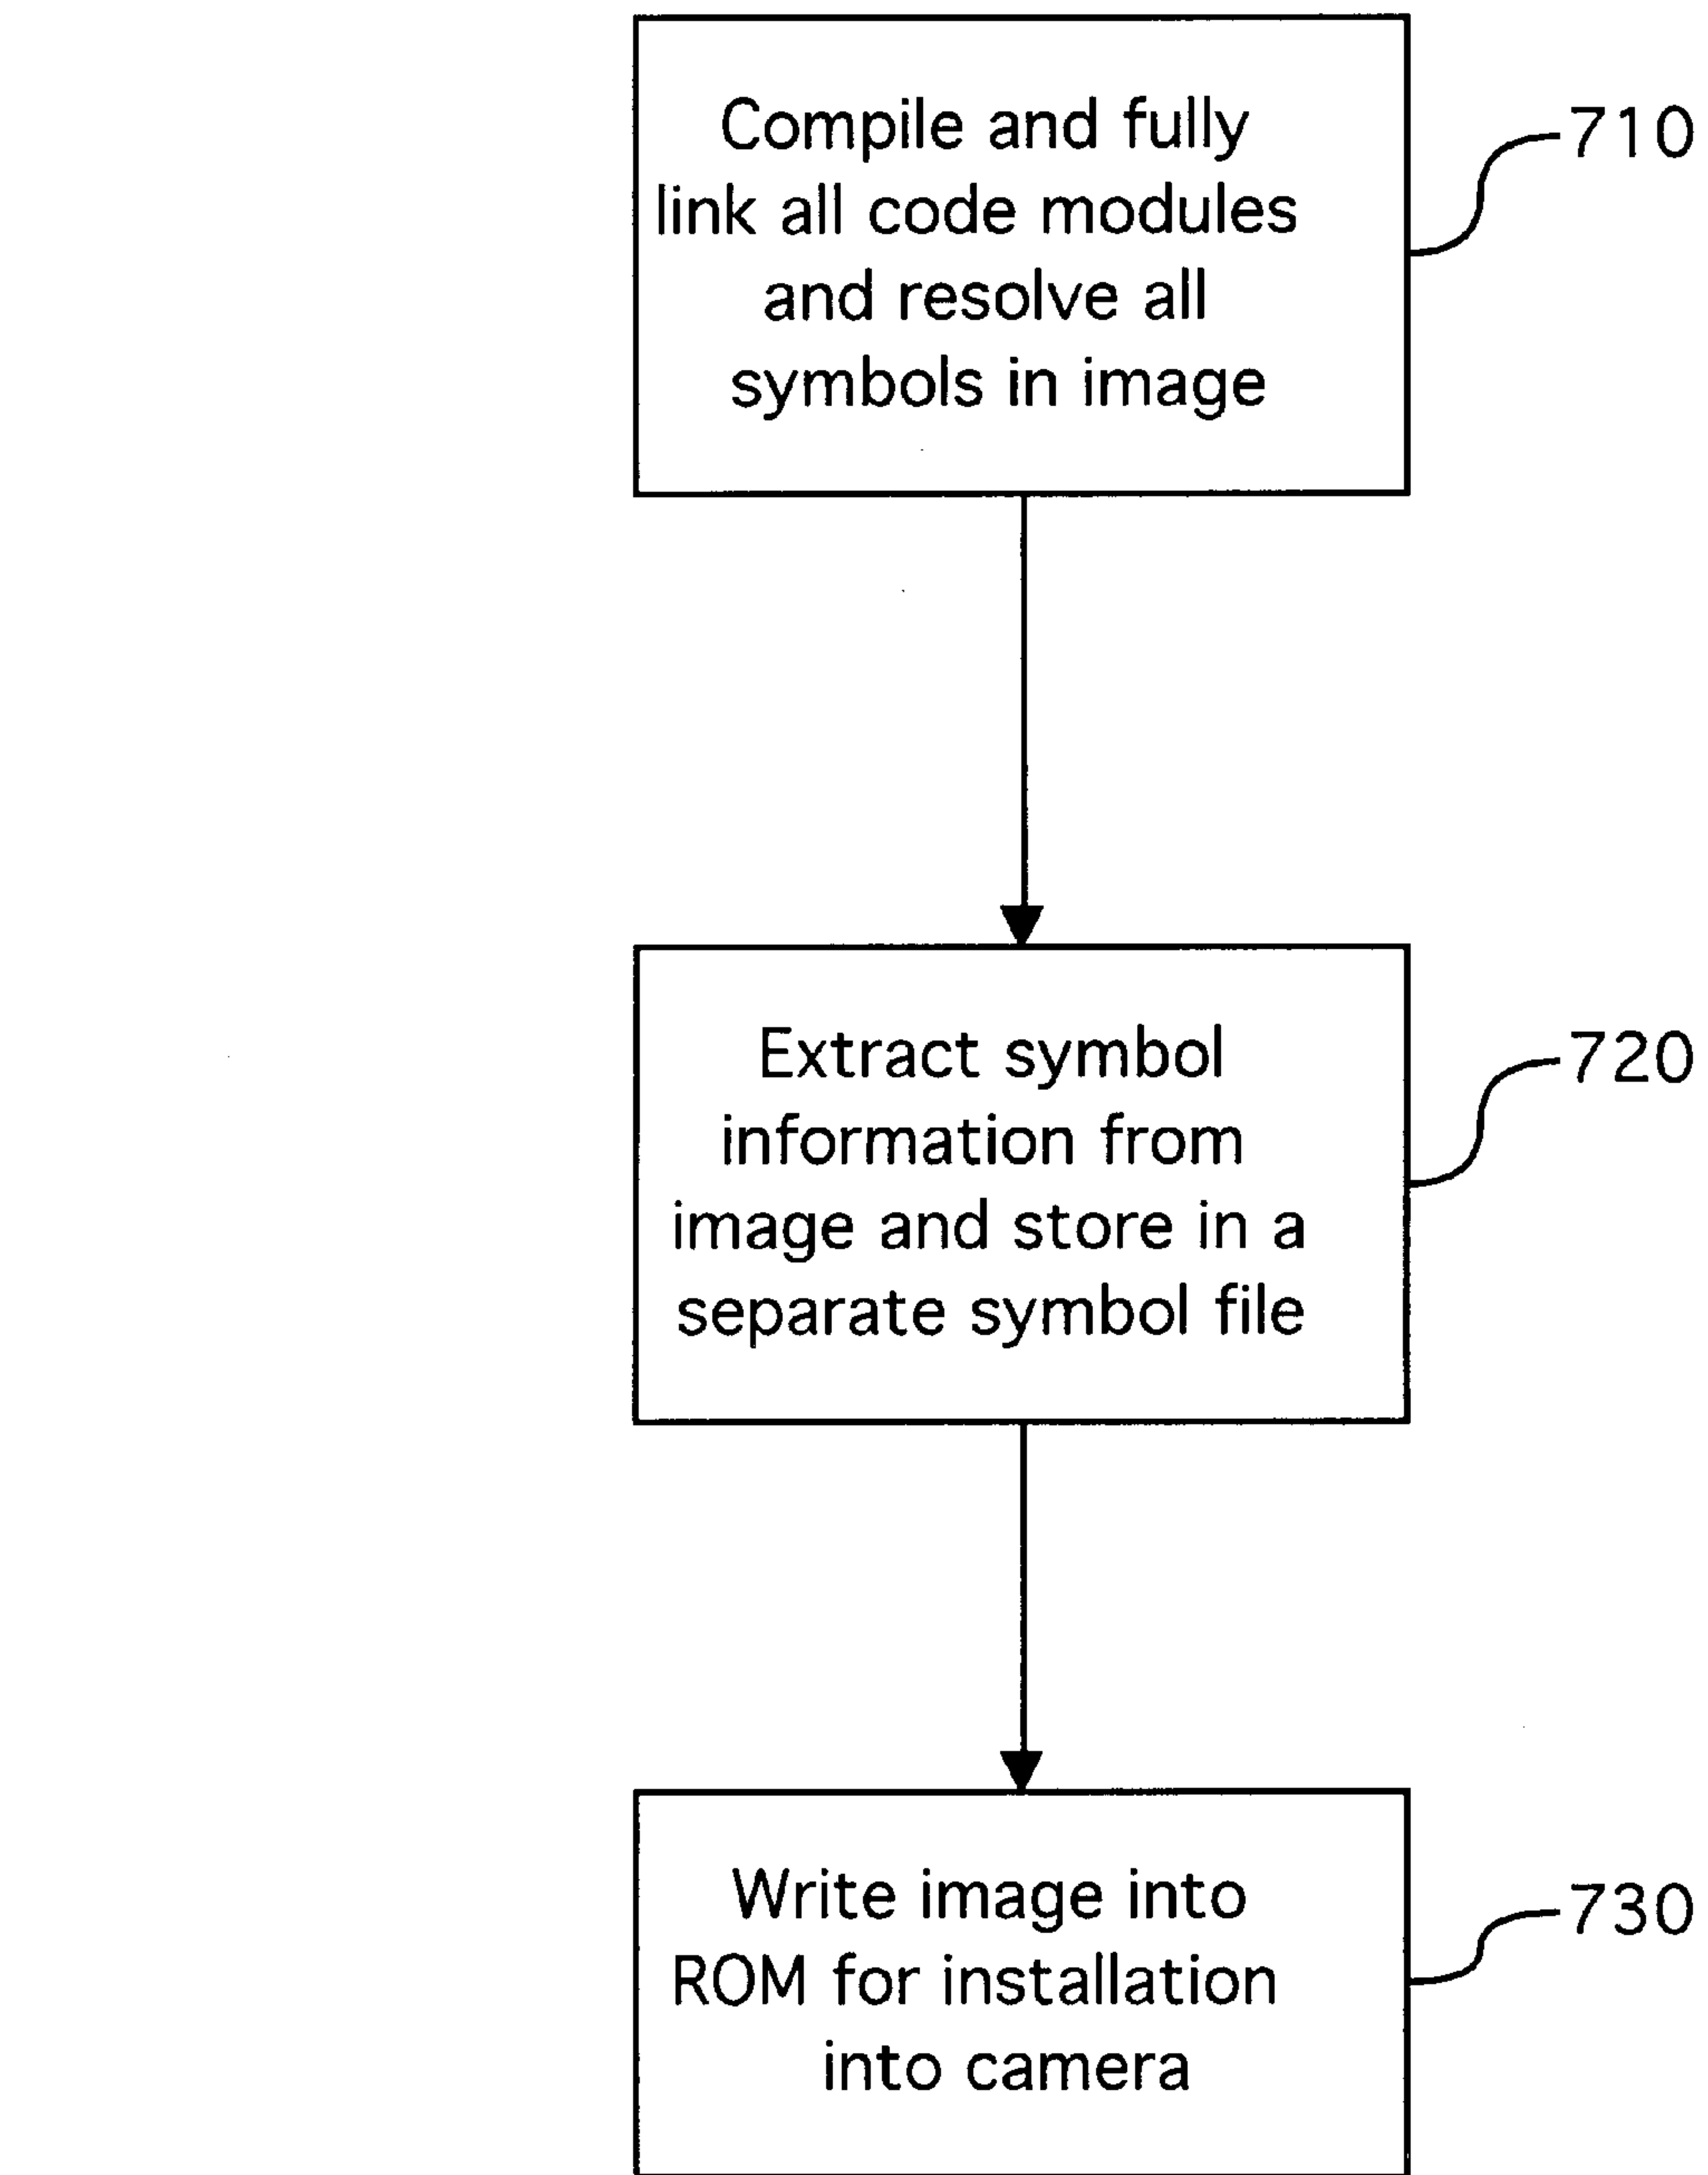 Compile and fully
link all code modules
and resolve all
symbols in image
710
Extract symbol
information from
image and store in a
separate symbol file
720
Write image into
ROM for installation
into camera
730